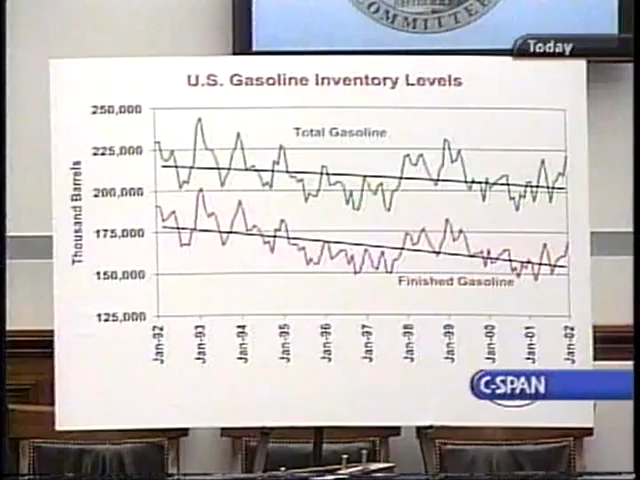 COMMITTEE
Today
U.S. Gasoline Inventory Levels
250,000
225,000
200,000
175,000
150,000
125,000
Thousand Barrels
Total Gasoline
Finished Gasoline
Jan-92
Jan-93
Jan-94
Jan-95
Jan-96
Jan-97
Jan-98
Jan-99
Jan-00
Jan-01
Jan-02
C-SPAN